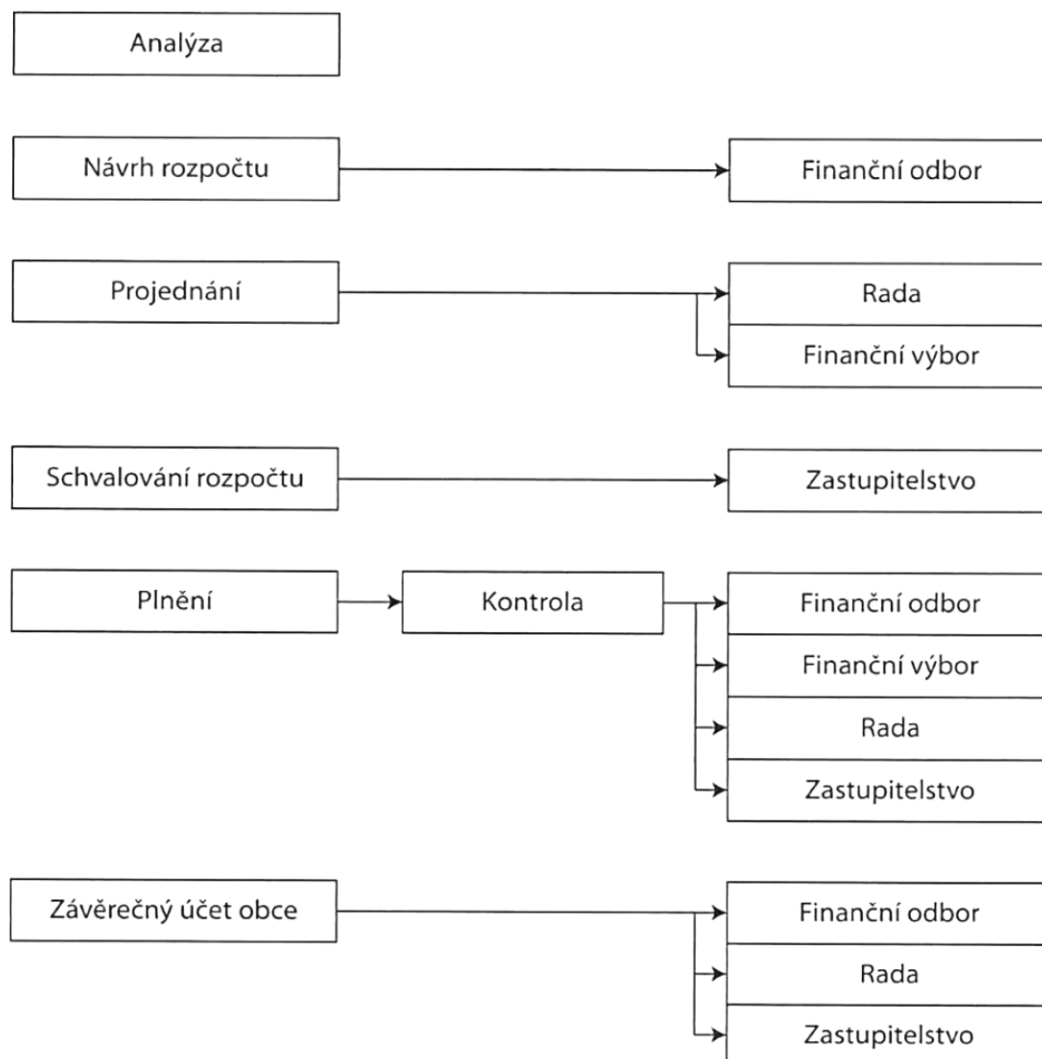 Analýza
Návrh rozpočtu
Finanční odbor
Projednání
Rada
Finanční výbor
Schvalování rozpočtu
Zastupitelstvo
Plnění
Kontrola
Finanční odbor
Finanční výbor
Rada
Zastupitelstvo
Závěrečný účet obce
Finanční odbor
Rada
Zastupitelstvo